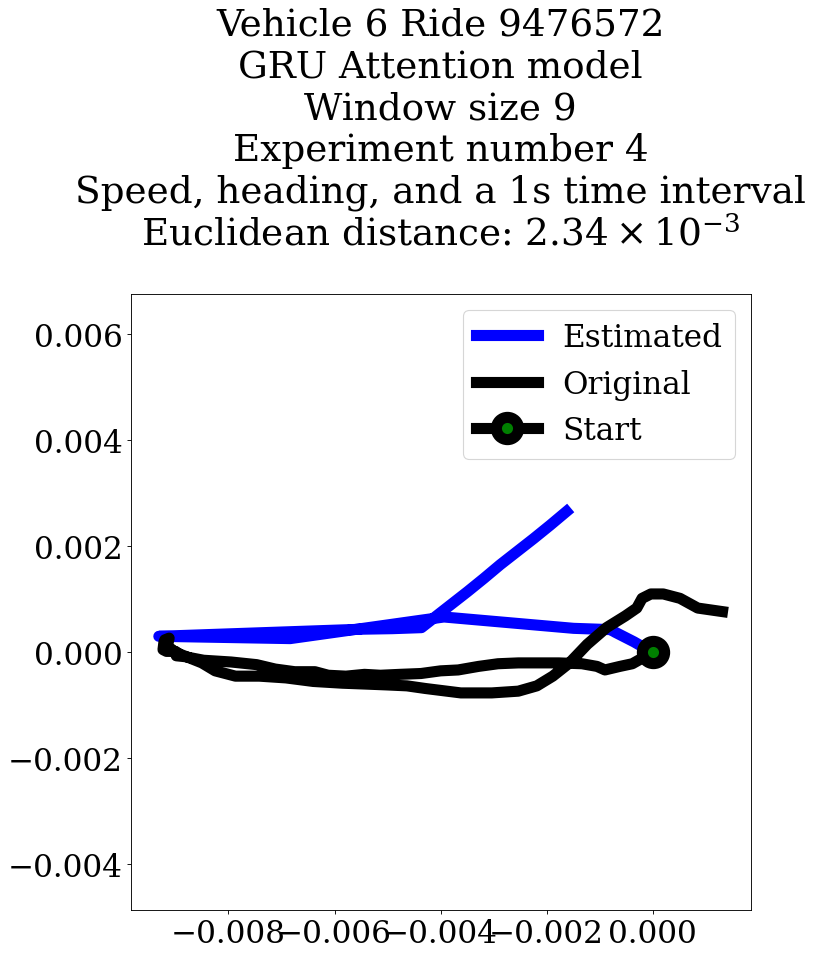 Vehicle 6 Ride 9476572
GRU Attention model
Window size 9
Experiment number 4
Speed, heading, and a 1s time interval
Euclidean distance: 2.34 × 10⁻³
Estimated
Original
Start
0.006
0.004
0.002
0.000
−0.002
−0.004
−0.008 −0.006 −0.004 −0.002 0.000